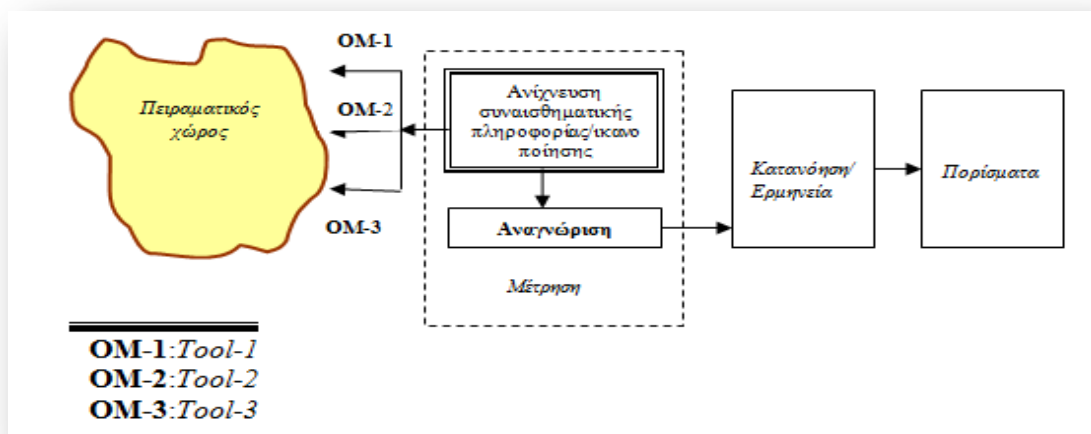 OM-1
Πειραματικός
χώρος
OM-2
OM-3
Ανίχνευση
συναισθηματικής
πληροφορίας/ικανο
ποίησης
Αναγνώριση
Μέτρηση
Κατανόηση/
Ερμηνεία
Πορίσματα
OM-1:Tool-1
OM-2:Tool-2
OM-3:Tool-3